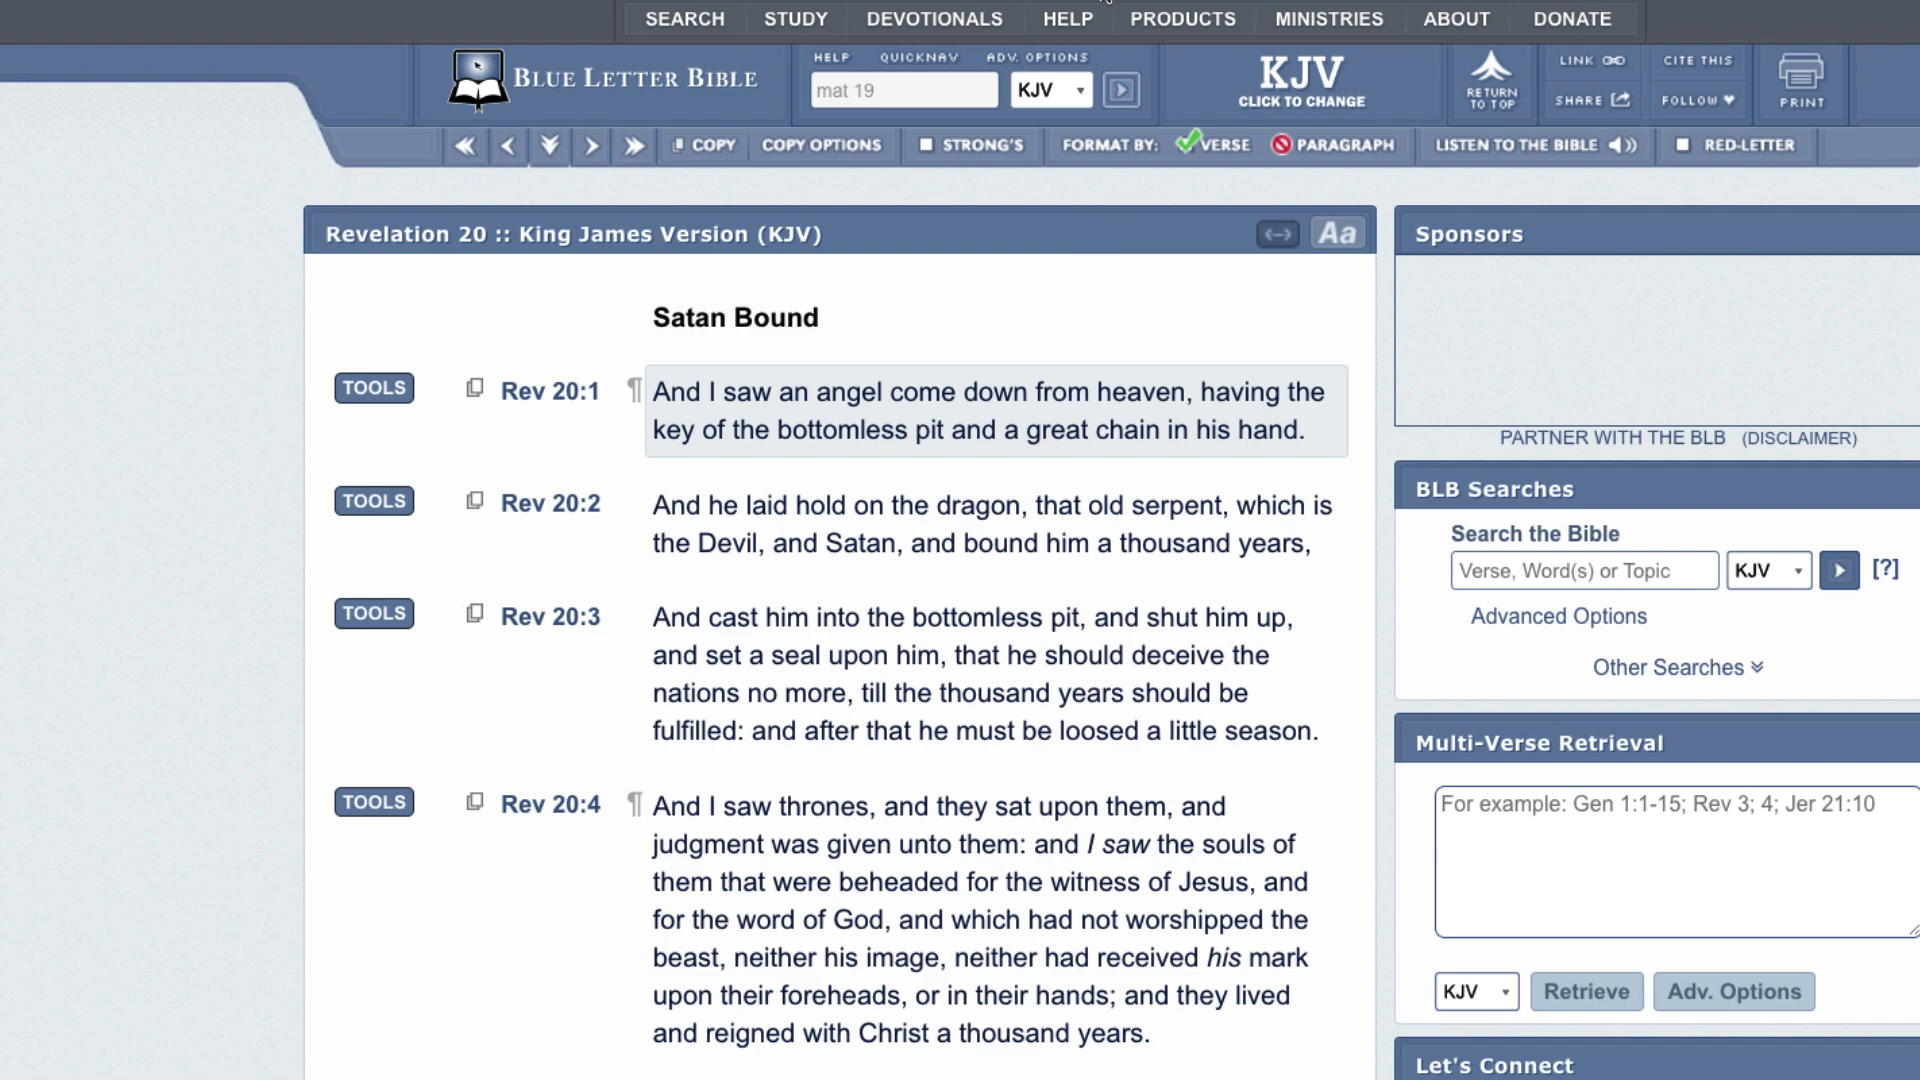 SEARCH STUDY DEVOTIONALS HELP PRODUCTS MINISTRIES ABOUT DONATE
BLUE LETTER BIBLE
HELP QUICKNAV ADV. OPTIONS
mat 19 KJV
KJV
CLICK TO CHANGE
RETURN
TO TOP
LINK CITE THIS
SHARE FOLLOW
PRINT
COPY COPY OPTIONS STRONG'S FORMAT BY: VERSE PARAGRAPH LISTEN TO THE BIBLE RED-LETTER
Revelation 20 :: King James Version (KJV) Aa
Satan Bound
TOOLS Rev 20:1 ¶ And I saw an angel come down from heaven, having the
key of the bottomless pit and a great chain in his hand.
TOOLS Rev 20:2 And he laid hold on the dragon, that old serpent, which is
the Devil, and Satan, and bound him a thousand years,
TOOLS Rev 20:3 And cast him into the bottomless pit, and shut him up,
and set a seal upon him, that he should deceive the
nations no more, till the thousand years should be
fulfilled: and after that he must be loosed a little season.
TOOLS Rev 20:4 ¶ And I saw thrones, and they sat upon them, and
judgment was given unto them: and I saw the souls of
them that were beheaded for the witness of Jesus, and
for the word of God, and which had not worshipped the
beast, neither his image, neither had received his mark
upon their foreheads, or in their hands; and they lived
and reigned with Christ a thousand years.
Sponsors
PARTNER WITH THE BLB (DISCLAIMER)
BLB Searches
Search the Bible
Verse, Word(s) or Topic KJV [?]
Advanced Options
Other Searches
Multi-Verse Retrieval
For example: Gen 1:1-15; Rev 3; 4; Jer 21:10
KJV Retrieve Adv. Options
Let's Connect